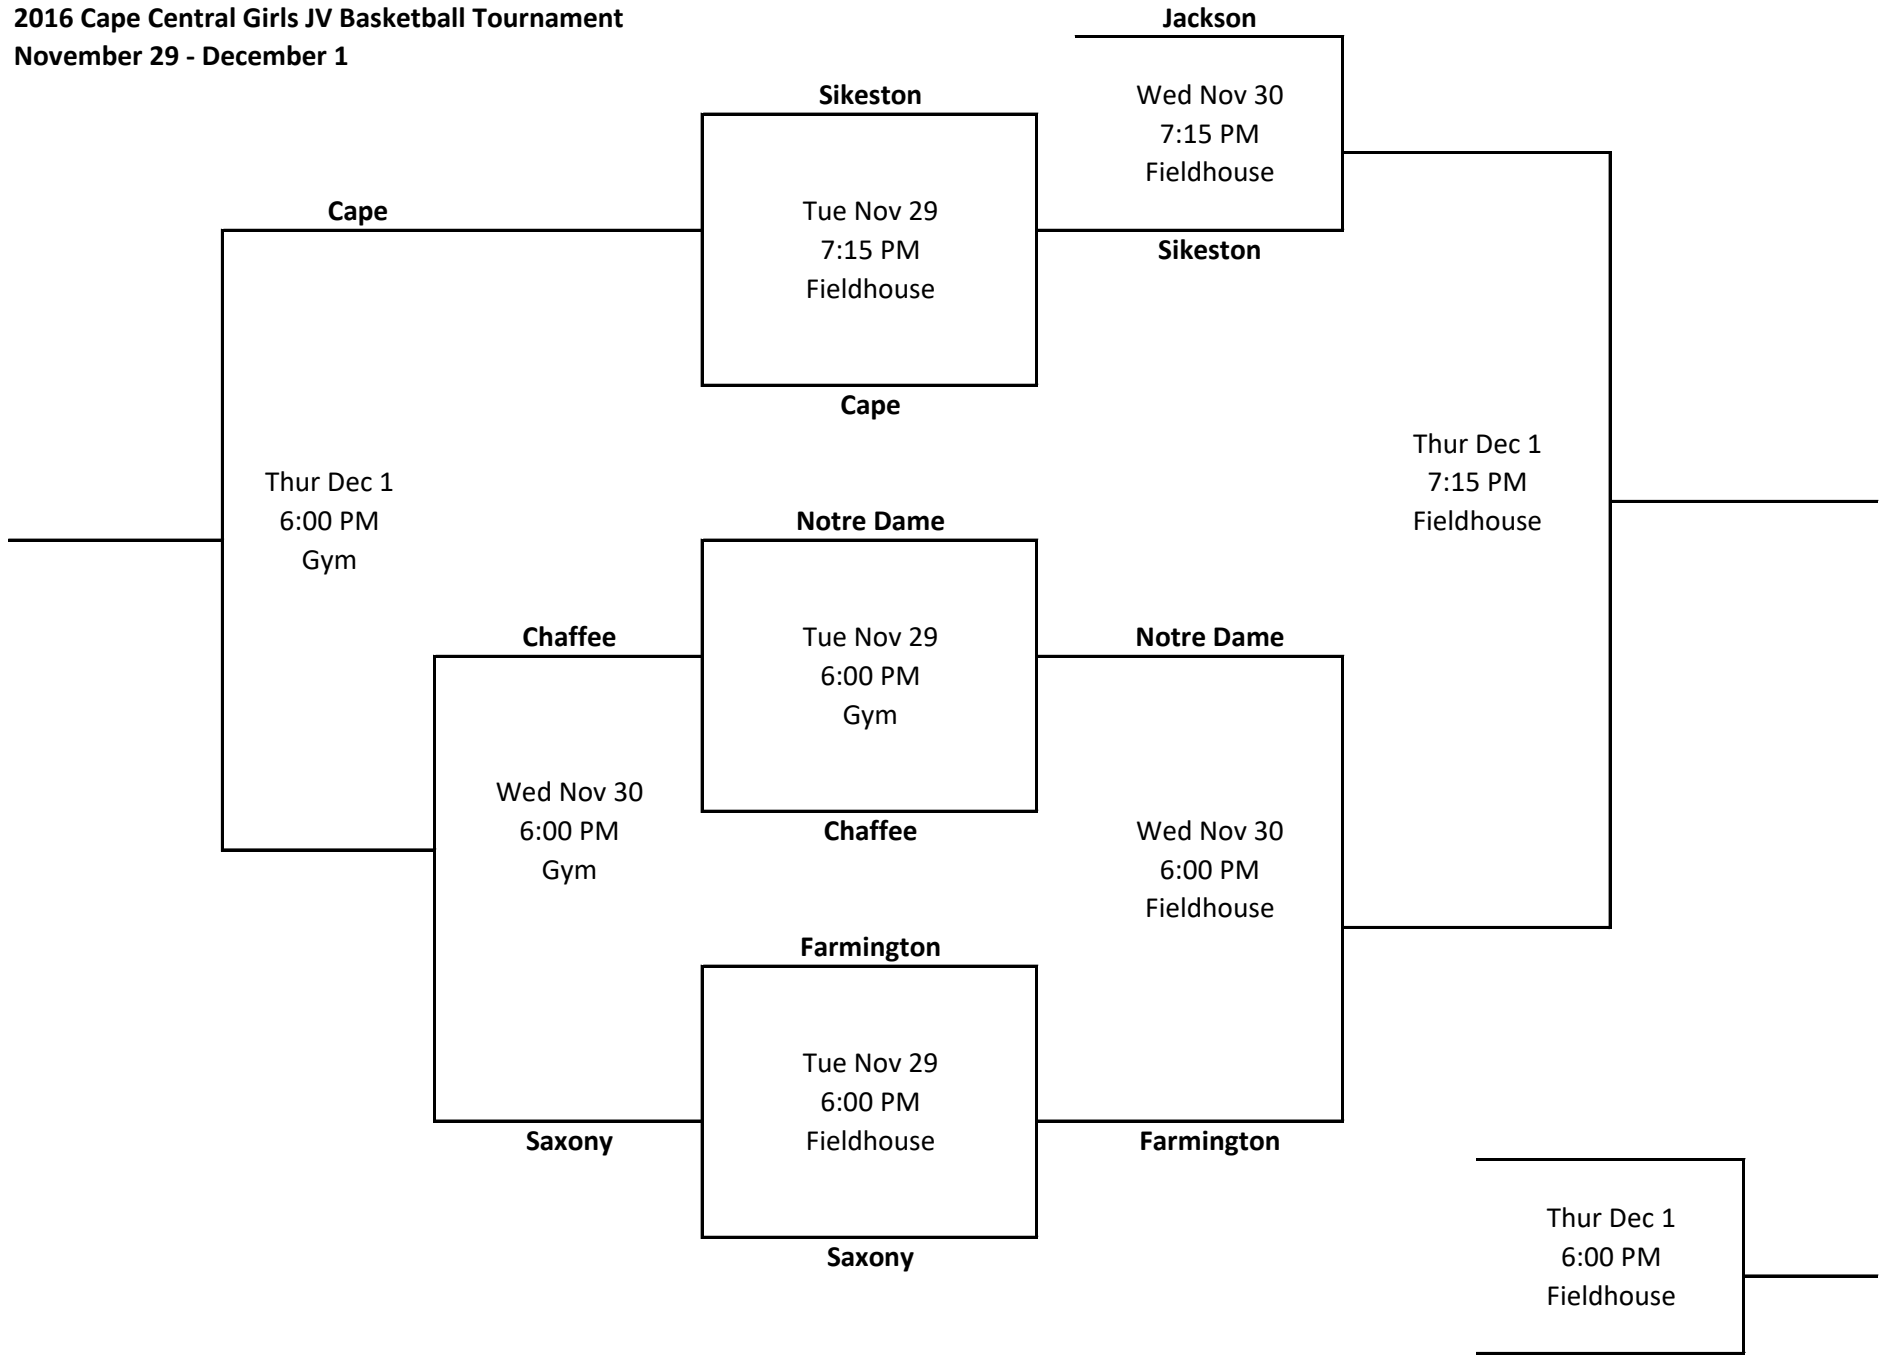 2016 Cape Central Girls JV Basketball Tournament
November 29 - December 1
Jackson
Wed Nov 30
7:15 PM
Fieldhouse
Sikeston
Sikeston
Tue Nov 29
7:15 PM
Fieldhouse
Cape
Cape
Thur Dec 1
6:00 PM
Gym
Thur Dec 1
7:15 PM
Fieldhouse
Notre Dame
Tue Nov 29
6:00 PM
Gym
Chaffee
Chaffee
Wed Nov 30
6:00 PM
Gym
Saxony
Notre Dame
Wed Nov 30
6:00 PM
Fieldhouse
Farmington
Farmington
Tue Nov 29
6:00 PM
Fieldhouse
Saxony
Thur Dec 1
6:00 PM
Fieldhouse